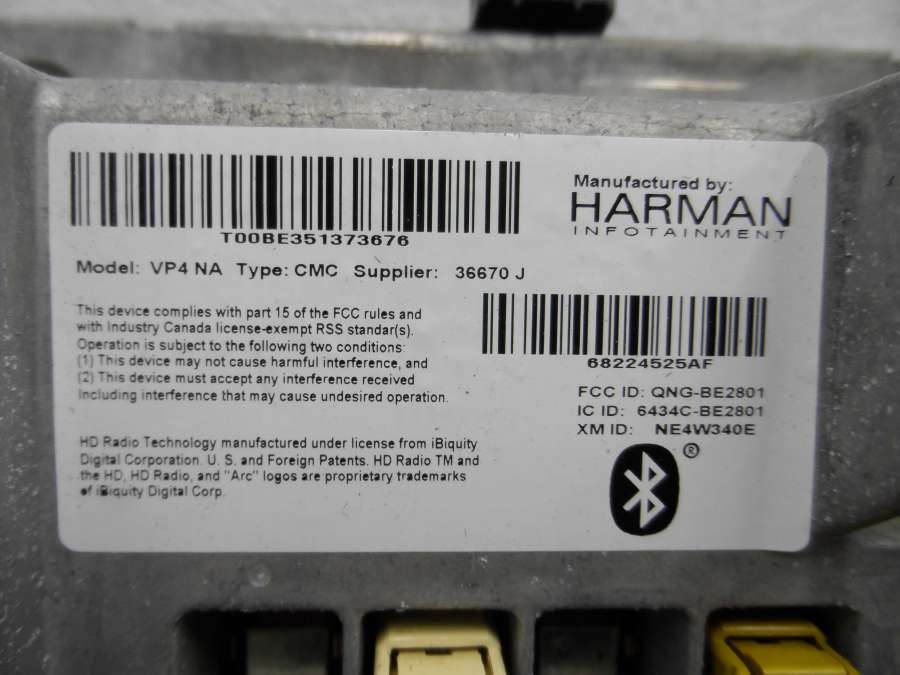 T00BE351373676
Manufactured by:
HARMAN
INFOTAINMENT
Model: VP4 NA Type: CMC Supplier: 36670 J
68224525AF
This device complies with part 15 of the FCC rules and
with Industry Canada license-exempt RSS standar(s).
Operation is subject to the following two conditions:
(1) This device may not cause harmful interference, and
(2) This device must accept any interference received
Including interference that may cause undesired operation.
FCC ID: QNG-BE2801
IC ID: 6434C-BE2801
XM ID: NE4W340E
HD Radio Technology manufactured under license from iBiquity
Digital Corporation. U. S. and Foreign Patents. HD Radio TM and
the HD, HD Radio, and "Arc" logos are proprietary trademarks
of iBiquity Digital Corp.
®